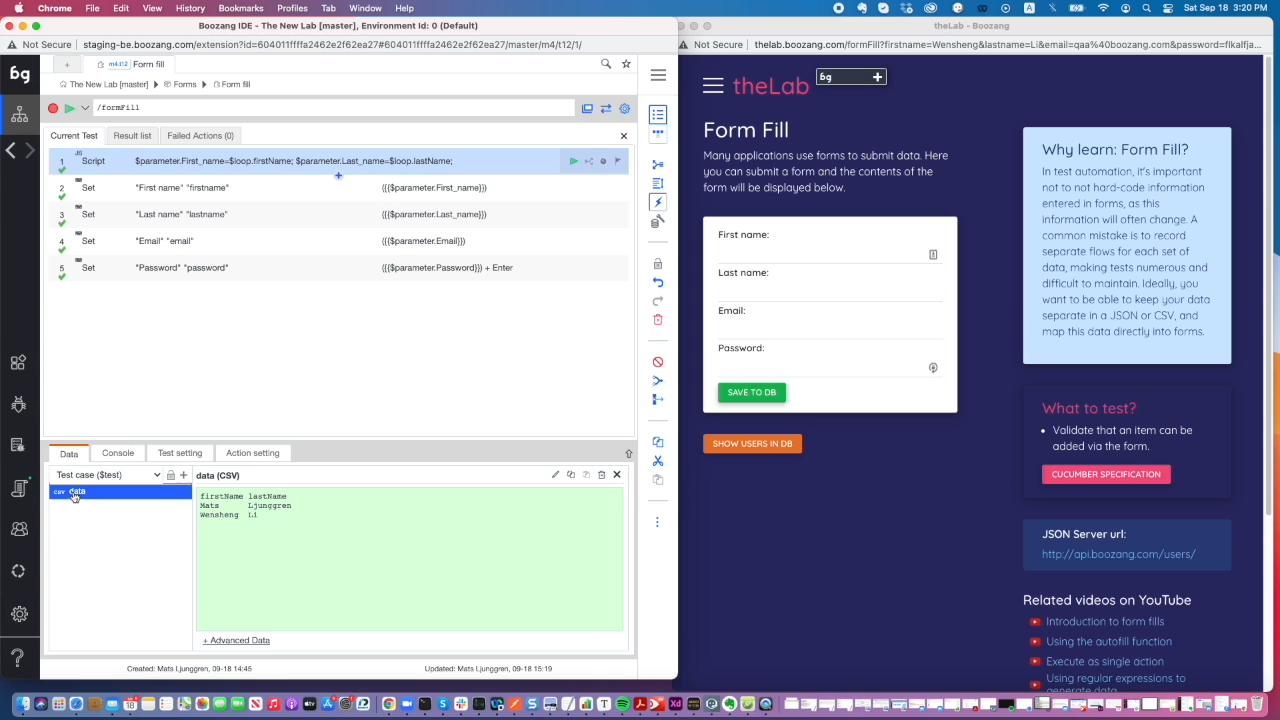 Edit
View
History
Bookmarks
Profiles
Tab
Window
Help
Sat Sep 18 3:20 PM
Boozang IDE - The New Lab [master], Environment Id: 0 (Default)
Not Secure
staging-be.boozang.com/extension?id=604011fffa2462e2f62ea27#604011fffa2462e2f62ea27/master/m4/t12/1/
theLab
Not Secure
thelab.boozang.com/formFill?firstname=Wensheng&lastname=Li&email=qaa%40boozang.com&password=flkalfja...
bg
+
m4.t12 Form fill
The New Lab [master]
Forms
Form fill
/formFill
Current Test
Result list
Failed Actions (0)
1 JS Script $parameter.First_name=$loop.firstName; $parameter.Last_name=$loop.lastName;
2 Set "First name" "firstname" {{{$parameter.First_name}}}
3 Set "Last name" "lastname" {{{$parameter.Last_name}}}
4 Set "Email" "email" {{{$parameter.Email}}}
5 Set "Password" "password" {{{$parameter.Password}}} + Enter
Data
Console
Test setting
Action setting
Test case ($test)
data (CSV)
CSV data
firstName lastName
Mats Ljunggren
Wensheng Li
+ Advanced Data
Created: Mats Ljunggren, 09-18 14:45
Updated: Mats Ljunggren, 09-18 15:19
theLab
bg +
Form Fill
Many applications use forms to submit data. Here
you can submit a form and the contents of the
form will be displayed below.
First name:
Last name:
Email:
Password:
SAVE TO DB
SHOW USERS IN DB
Why learn: Form Fill?
In test automation, it's important
not to not hard-code information
entered in forms, as this
information will often change. A
common mistake is to record
separate flows for each set of
data, making tests numerous and
difficult to maintain. Ideally, you
want to be able to keep your data
separate in a JSON or CSV, and
map this data directly into forms.
What to test?
• Validate that an item can be
added via the form.
CUCUMBER SPECIFICATION
JSON Server url:
http://api.boozang.com/users/
Related videos on YouTube
Introduction to form fills
Using the autofill function
Execute as single action
Using regular expressions to
generate data